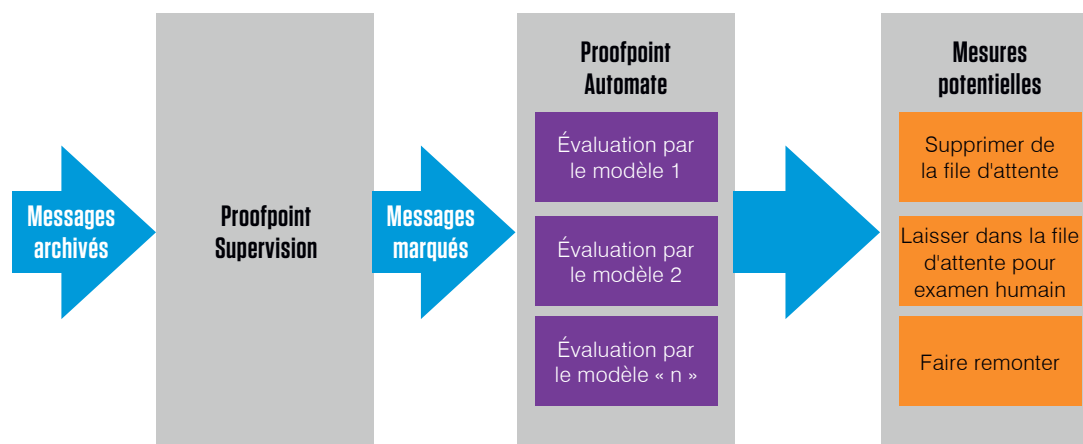 Messages
archivés
Proofpoint
Supervision
Messages
marqués
Proofpoint
Automate
Évaluation par
le modèle 1
Évaluation par
le modèle 2
Évaluation par
le modèle « n »
Mesures
potentielles
Supprimer de
la file d'attente
Laisser dans la file
d'attente pour
examen humain
Faire remonter